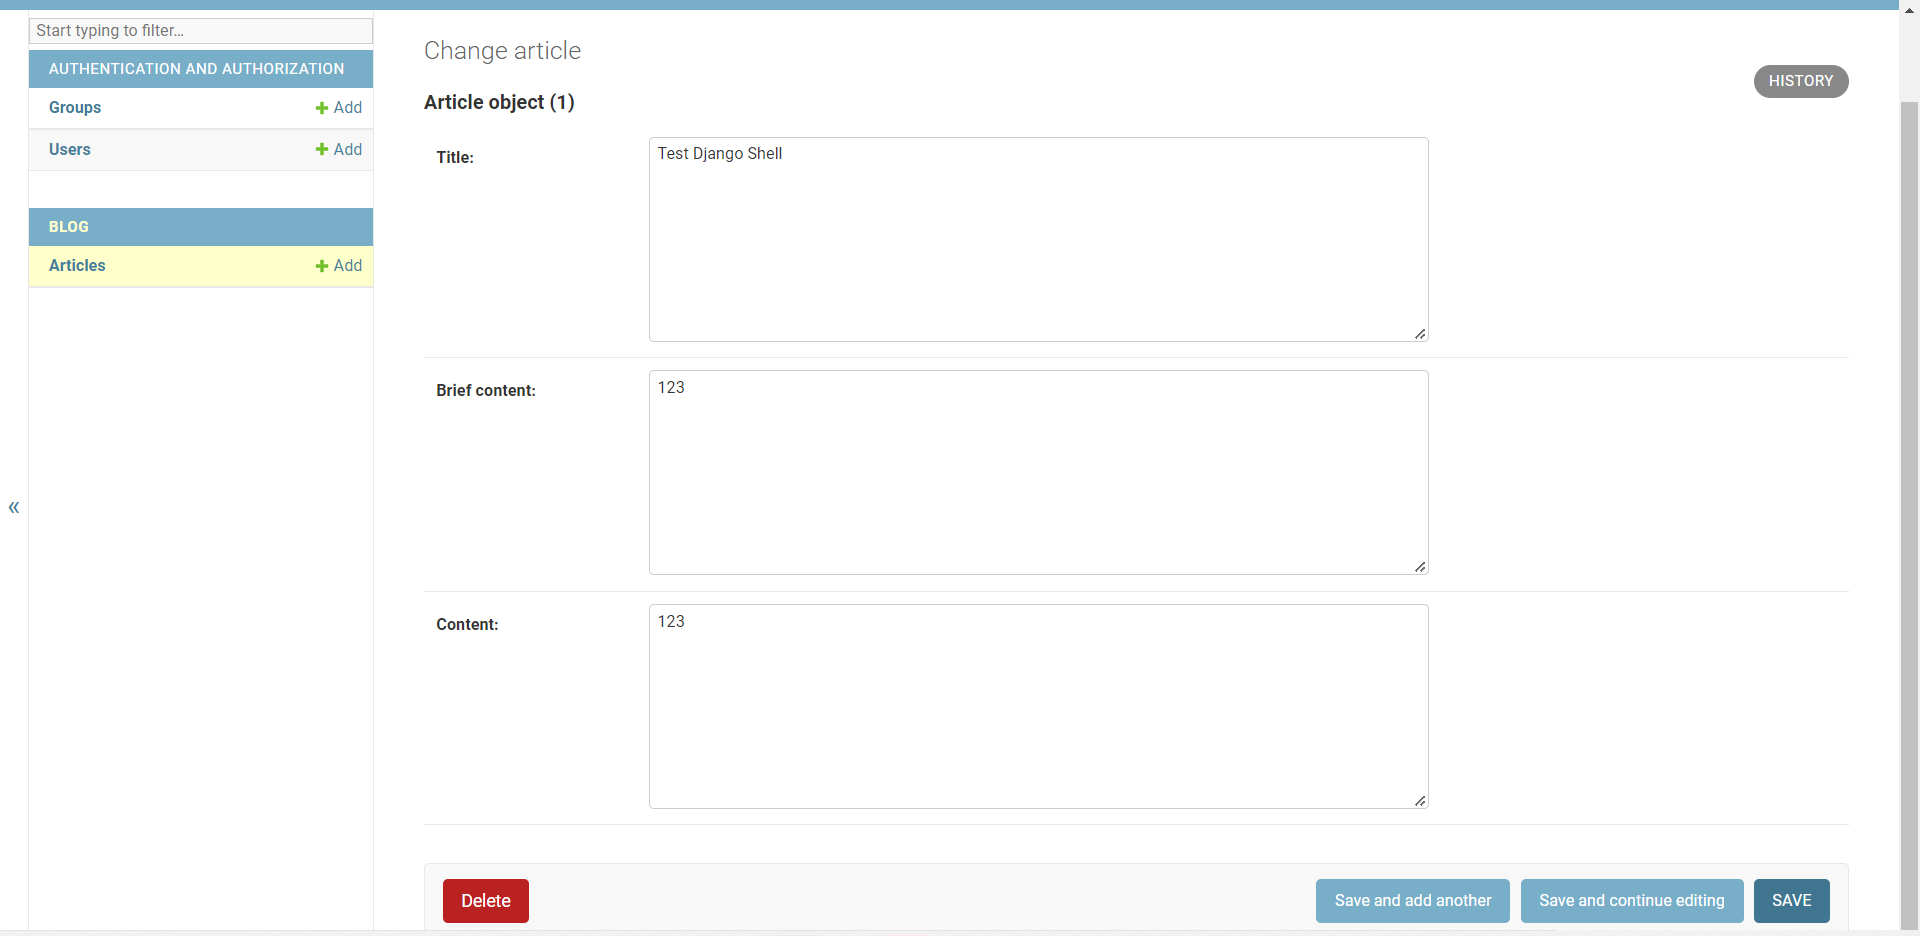 Start typing to filter...
AUTHENTICATION AND AUTHORIZATION
Groups
Add
Users
Add
BLOG
Articles
Add
«
Change article
HISTORY
Article object (1)
Title:
Test Django Shell
Brief content:
123
Content:
123
Delete
Save and add another
Save and continue editing
SAVE